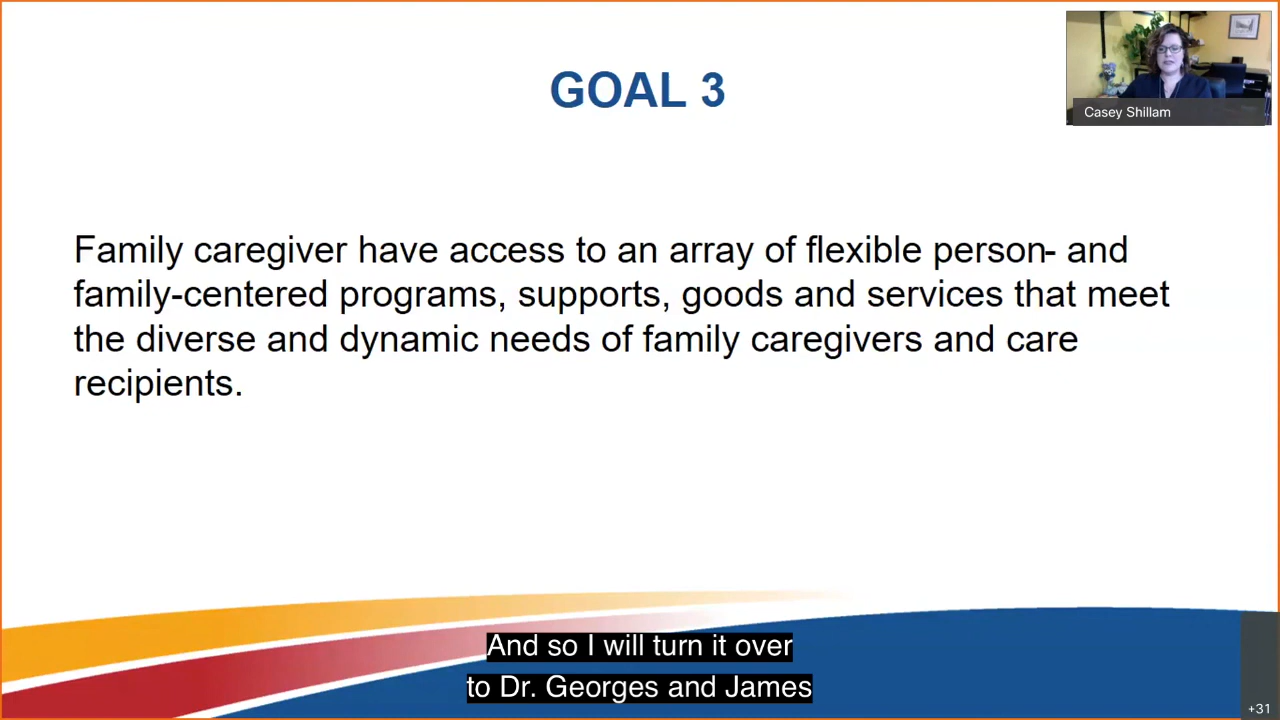 GOAL 3
Casey Shillam
Family caregiver have access to an array of flexible person- and
family-centered programs, supports, goods and services that meet
the diverse and dynamic needs of family caregivers and care
recipients.
And so I will turn it over
to Dr. Georges and James
+31